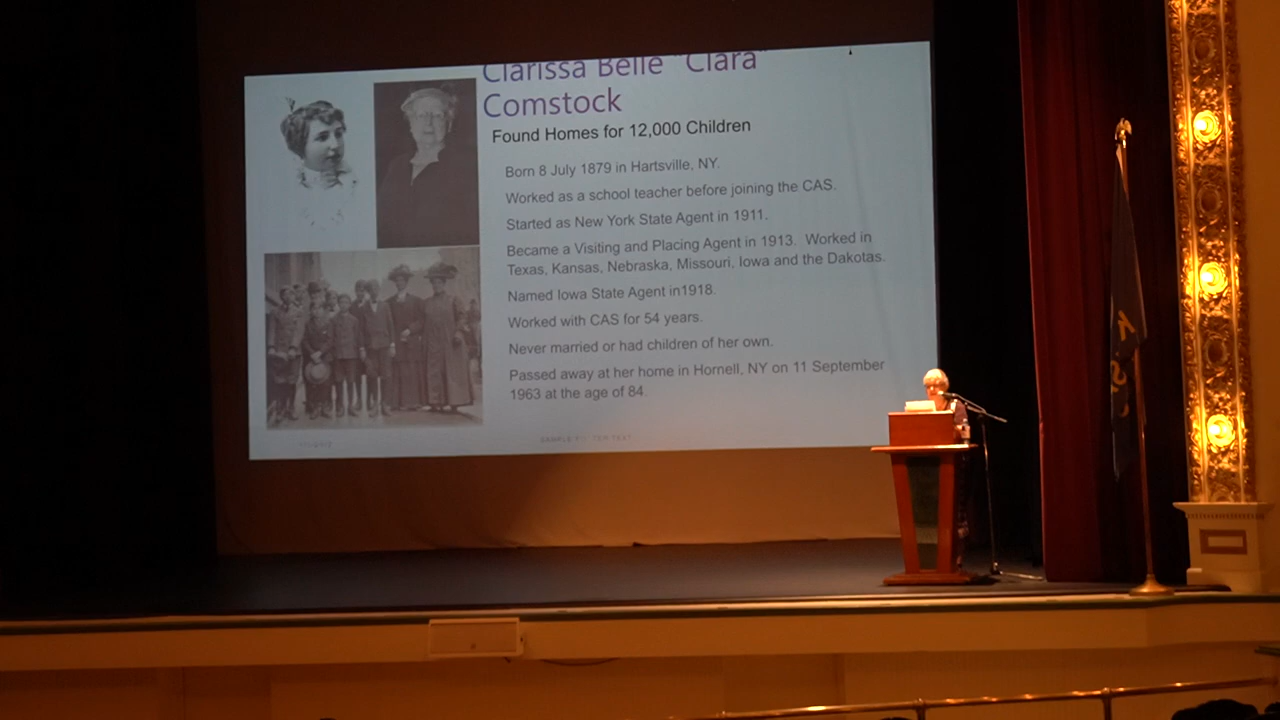 Clarissa Belle "Clara"
Comstock
Found Homes for 12,000 Children
Born 8 July 1879 in Hartsville, NY.
Worked as a school teacher before joining the CAS.
Started as New York State Agent in 1911.
Became a Visiting and Placing Agent in 1913. Worked in
Texas, Kansas, Nebraska, Missouri, Iowa and the Dakotas.
Named Iowa State Agent in1918.
Worked with CAS for 54 years.
Never married or had children of her own.
Passed away at her home in Hornell, NY on 11 September
1963 at the age of 84.